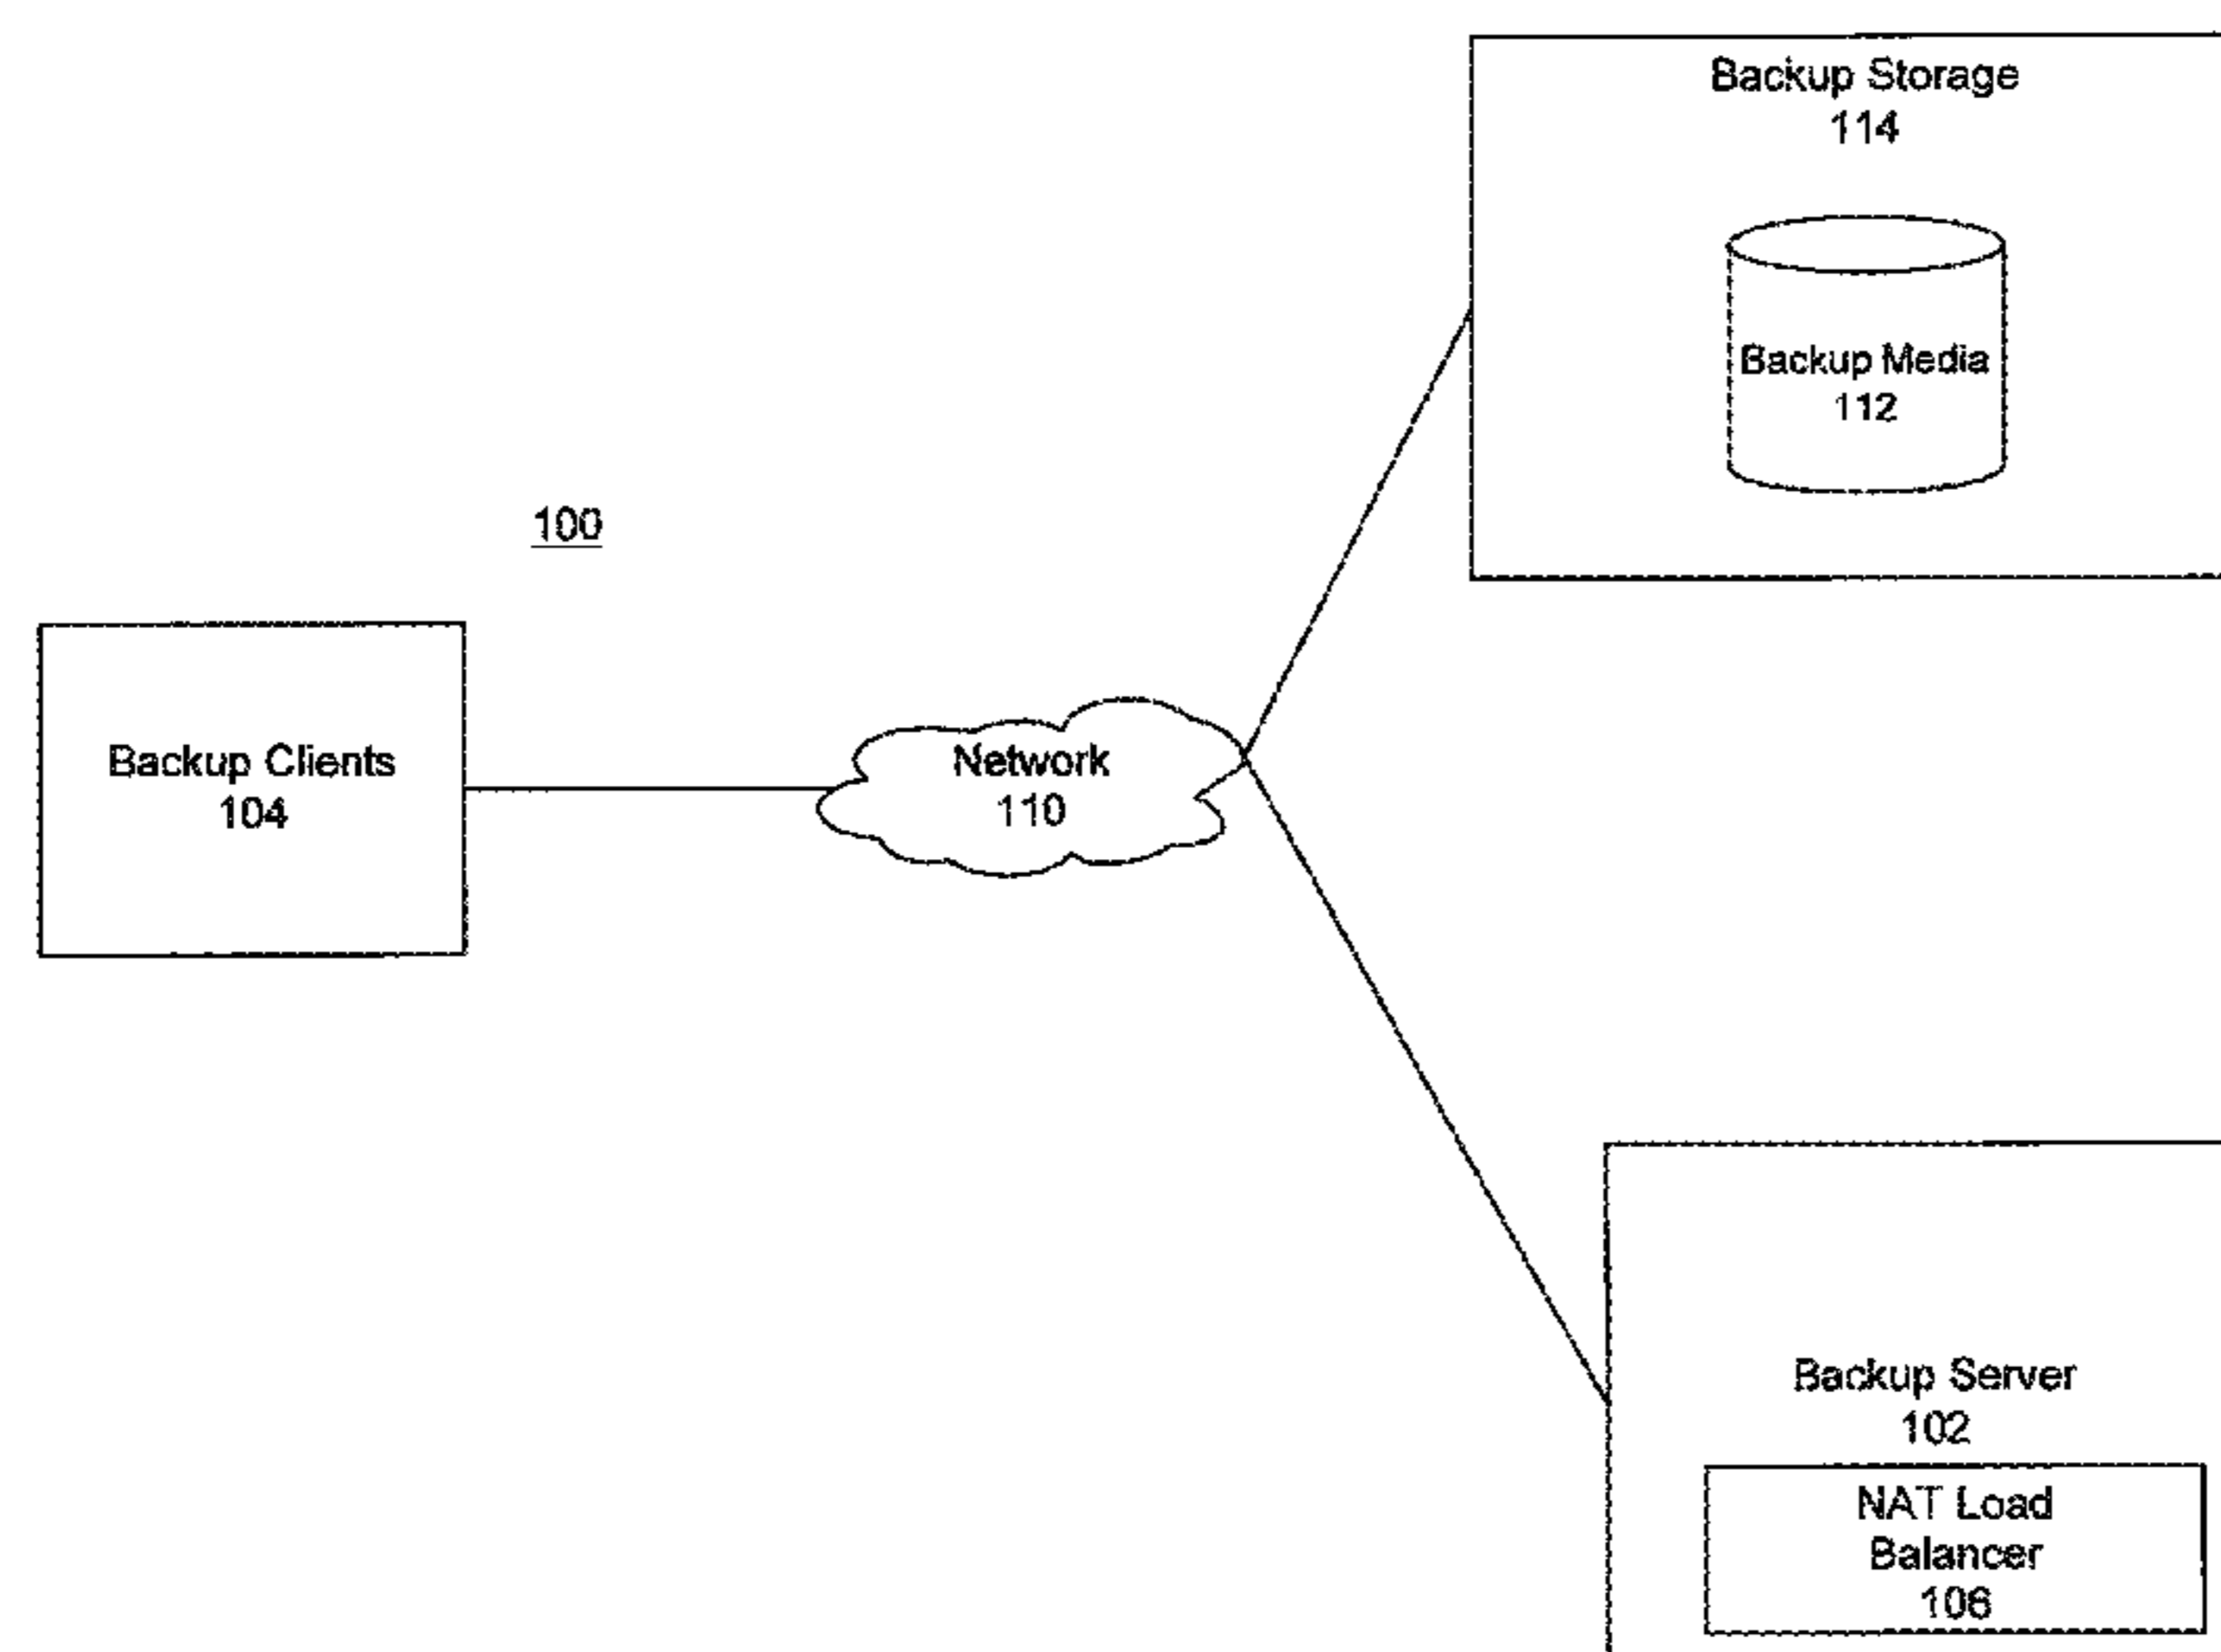 Backup Storage
114
Backup Media
112
100
Backup Clients
104
Network
110
Backup Server
102
NAT Load
Balancer
106